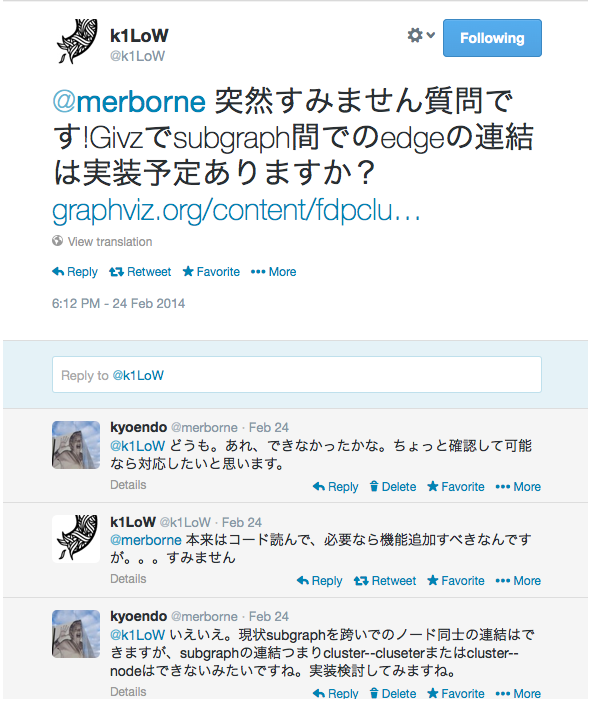 k1LoW
@k1LoW
Following
@merborne 突然すみません質問で
す!Givzでsubgraph間でのedgeの連結
は実装予定ありますか？
graphviz.org/content/fdpclu…
View translation
Reply Retweet Favorite More
6:12 PM - 24 Feb 2014
Reply to @k1LoW
kyoendo @merborne · Feb 24
@k1LoW どうも。あれ、できなかったかな。ちょっと確認して可能
なら対応したいと思います。
Details
Reply Delete Favorite More
k1LoW @k1LoW · Feb 24
@merborne 本来はコード読んで、必要なら機能追加すべきなんです
が。。。すみません
Details
Reply Retweet Favorite More
kyoendo @merborne · Feb 24
@k1LoW いえいえ。現状subgraphを跨いでのノード同士の連結はで
きますが、subgraphの連結つまりcluster--cluseterまたはcluster--
nodeはできないみたいですね。実装検討してみますね。
Details
Reply Delete Favorite More